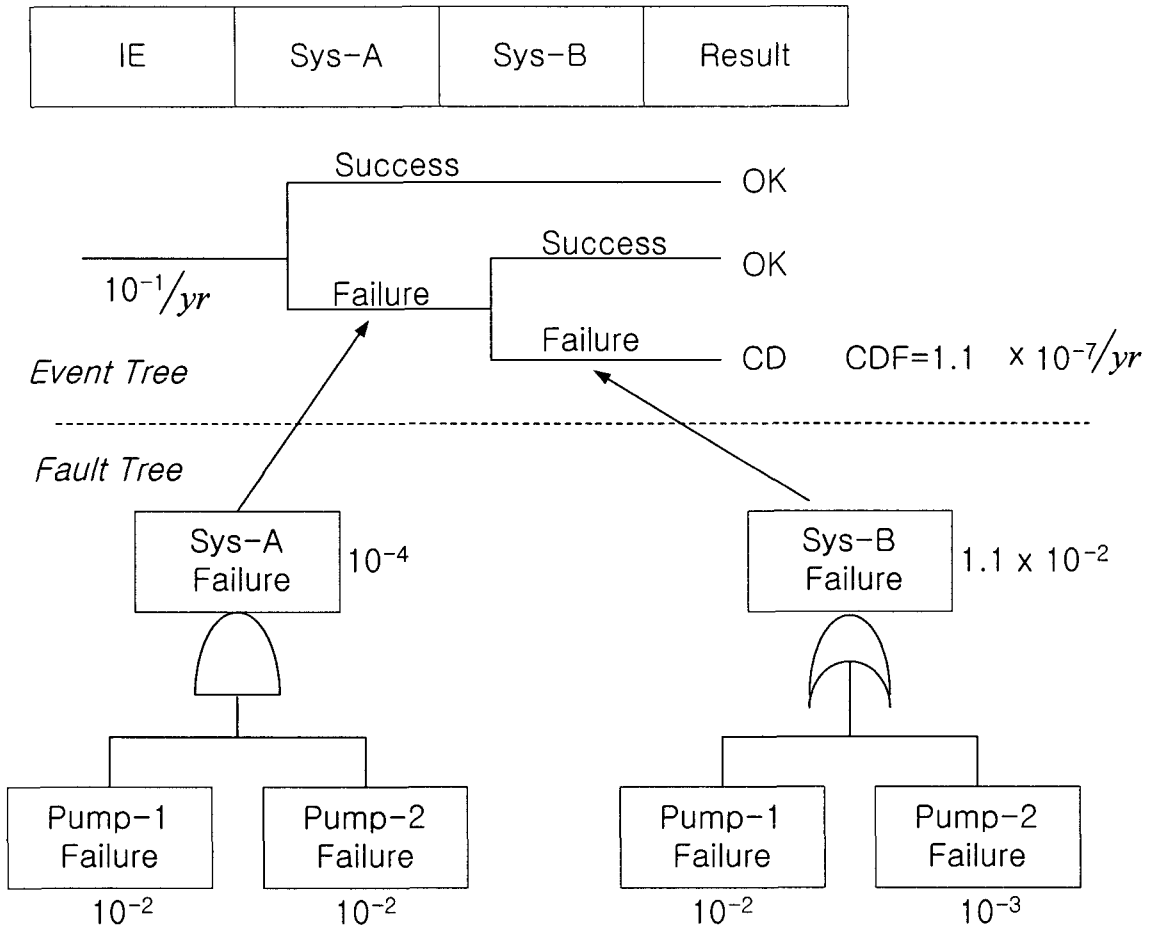 IE Sys-A Sys-B Result
Success
OK
Success
OK
10⁻¹/yr
Failure
Failure
CD CDF=1.1 × 10⁻⁷/yr
Event Tree
Fault Tree
Sys-A
Failure
10⁻⁴
Sys-B
Failure
1.1 x 10⁻²
Pump-1
Failure
10⁻²
Pump-2
Failure
10⁻²
Pump-1
Failure
10⁻²
Pump-2
Failure
10⁻³